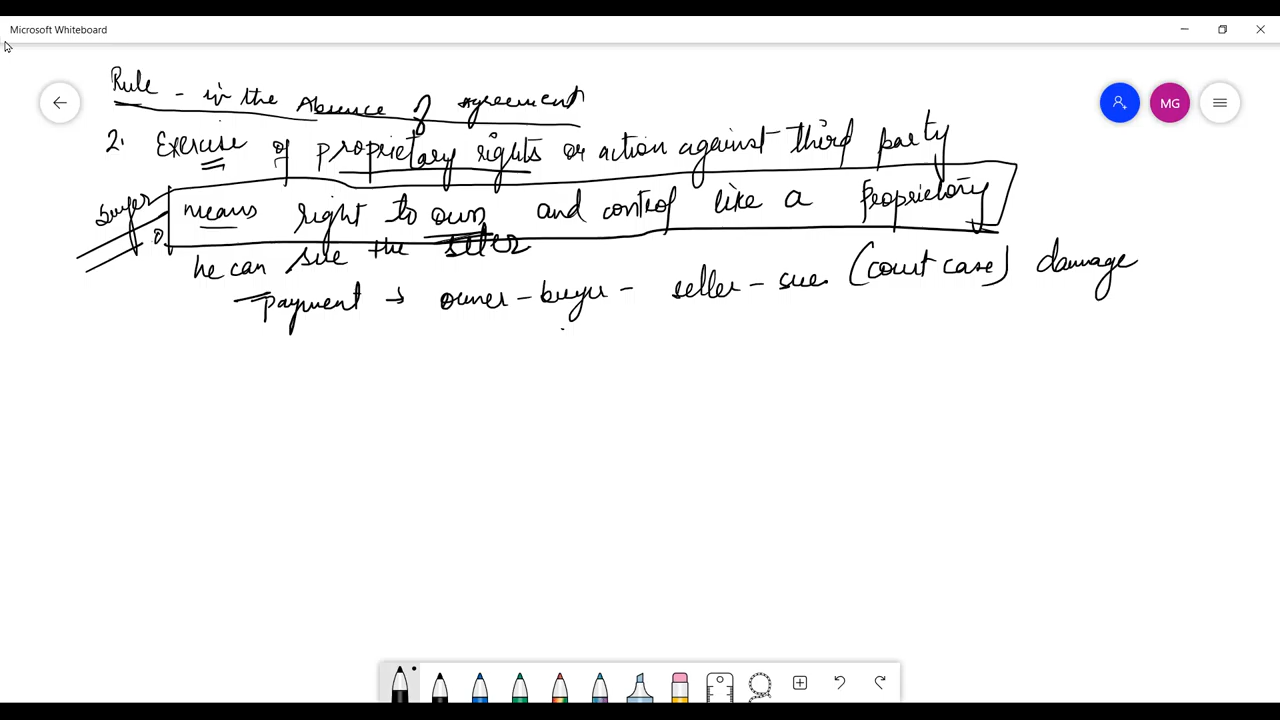 Microsoft Whiteboard
MG
Rule - in the Absence of Agreement
2. Exercise of proprietary rights or action against third party
buyer means right to own and control like a Proprietory
he can sue the seller
payment → owner - buyer - seller - sue. (court case) damage